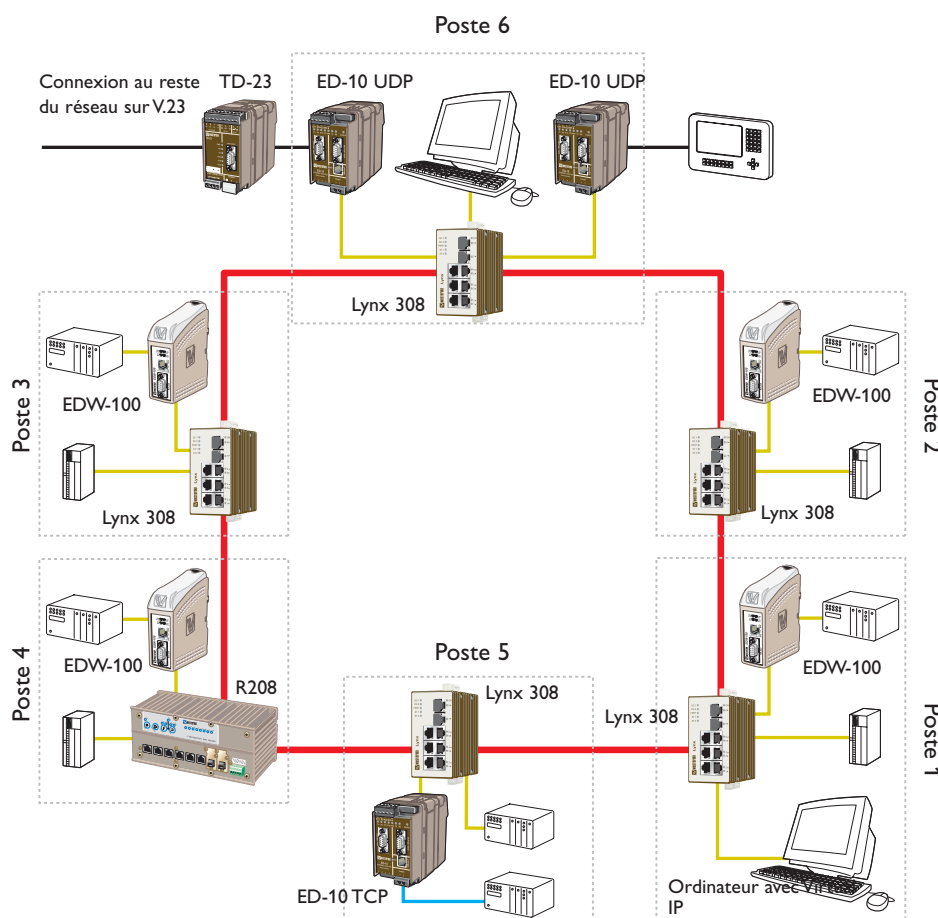 Poste 6
Connexion au reste
du réseau sur V.23
TD-23
ED-10 UDP
ED-10 UDP
Lynx 308
Poste 3
EDW-100
Lynx 308
EDW-100
Poste 2
Lynx 308
Poste 4
EDW-100
R208
Poste 5
Lynx 308
ED-10 TCP
Lynx 308
EDW-100
Poste 1
Ordinateur avec
IP